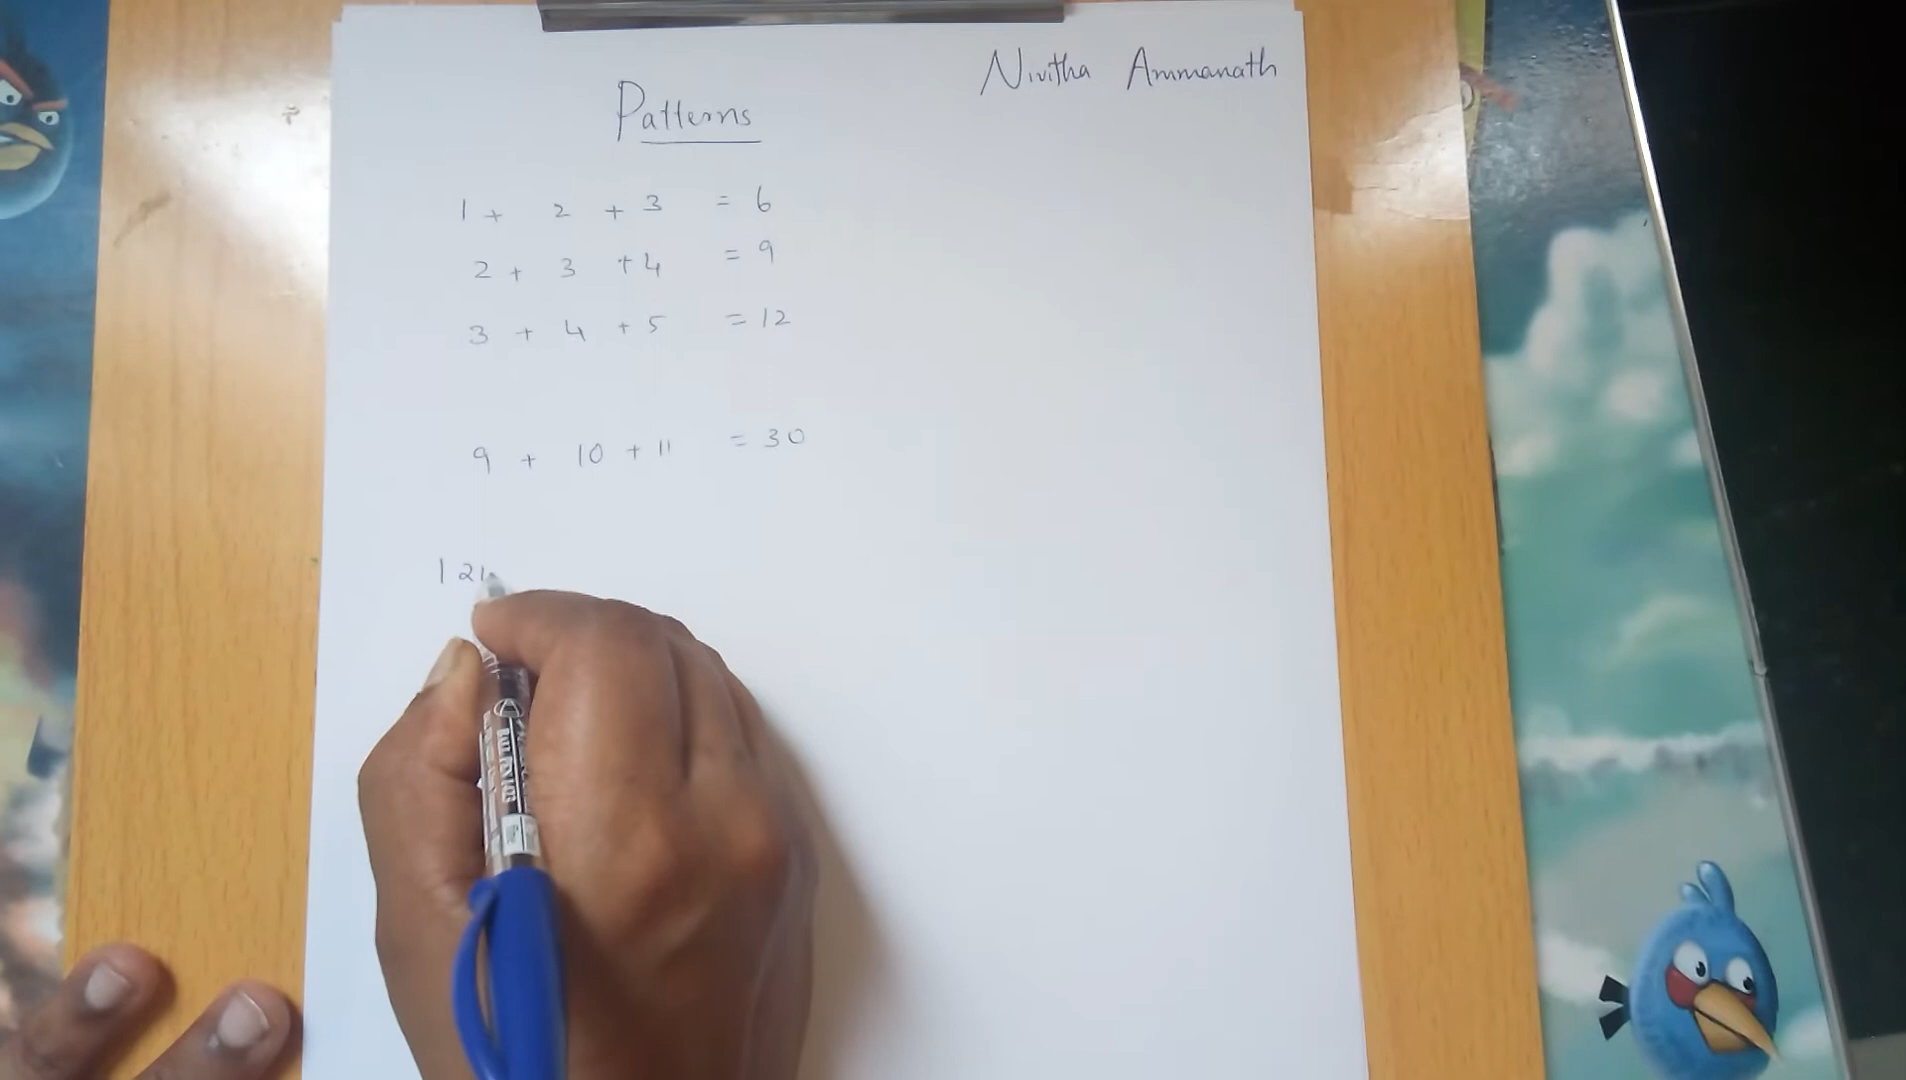 Nivitha Ammanath
Patterns
1 + 2 + 3 = 6
2 + 3 + 4 = 9
3 + 4 + 5 = 12
9 + 10 + 11 = 30
121